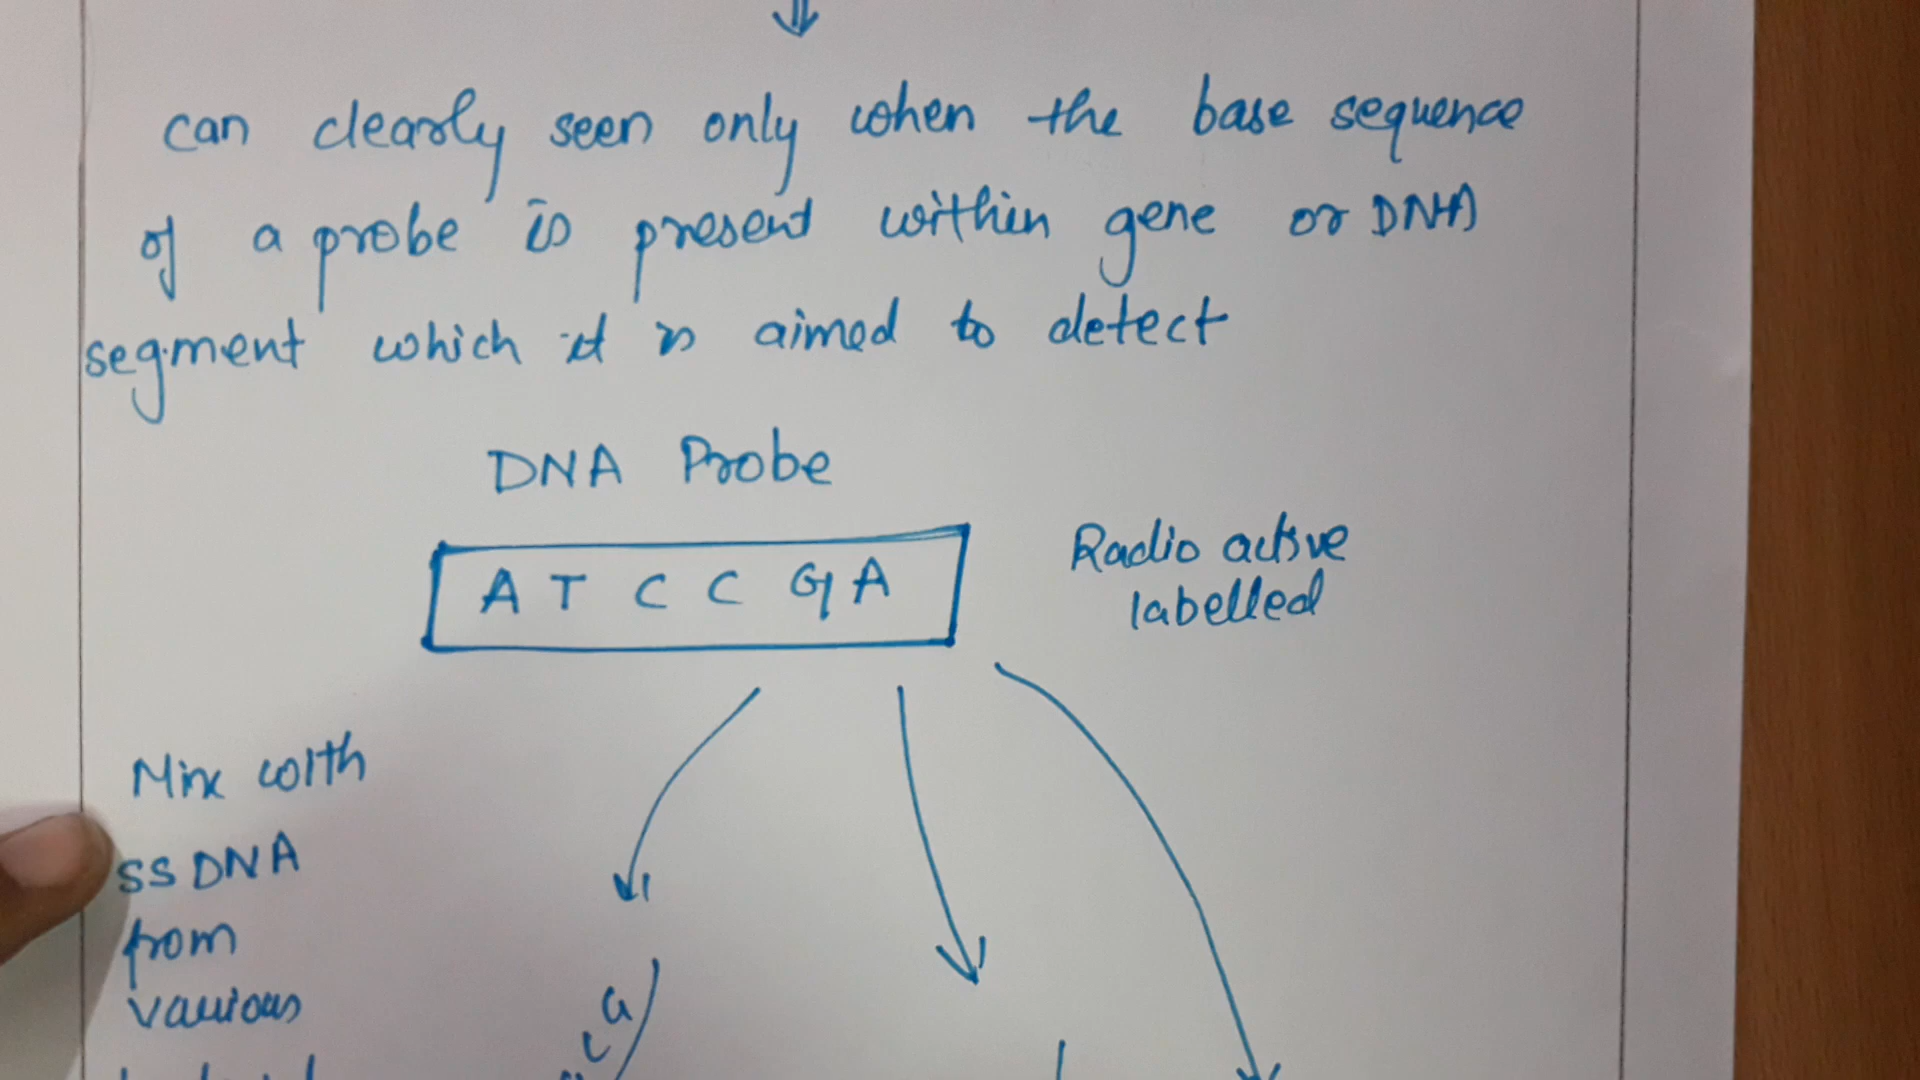 can clearly seen only when the base sequence
of a probe is present within gene or DNA
segment which it is aimed to detect
DNA Probe
A T C C G A
Radio active
labelled
Mix with
SS DNA
from
various
G
C